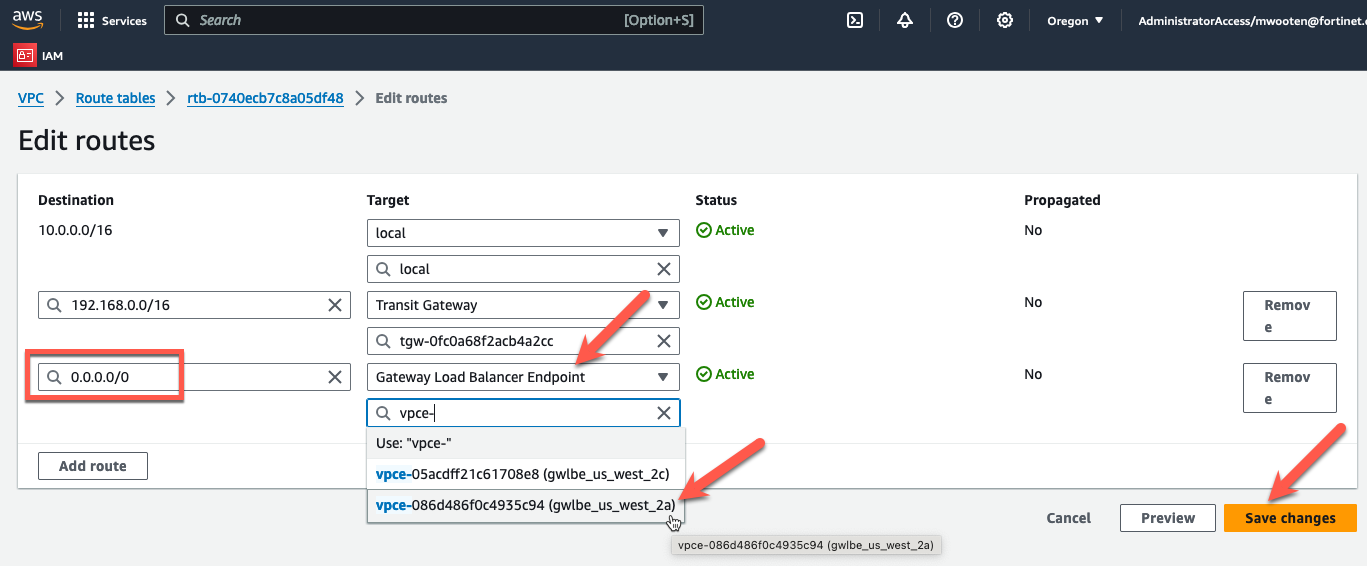 aws
Services
Search
[Option+S]
Oregon
AdministratorAccess/mwooten@fortinet.
IAM
VPC
Route tables
rtb-0740ecb7c8a05df48
Edit routes
Edit routes
Destination
Target
Status
Propagated
10.0.0.0/16
local
Active
No
local
192.168.0.0/16
Transit Gateway
Active
No
Remov
e
tgw-0fc0a68f2acb4a2cc
0.0.0.0/0
Gateway Load Balancer Endpoint
Active
No
Remov
e
vpce-
Use: "vpce-"
vpce-05acdff21c61708e8 (gwlbe_us_west_2c)
vpce-086d486f0c4935c94 (gwlbe_us_west_2a)
Add route
Cancel
Preview
Save changes
vpce-086d486f0c4935c94 (gwlbe_us_west_2a)